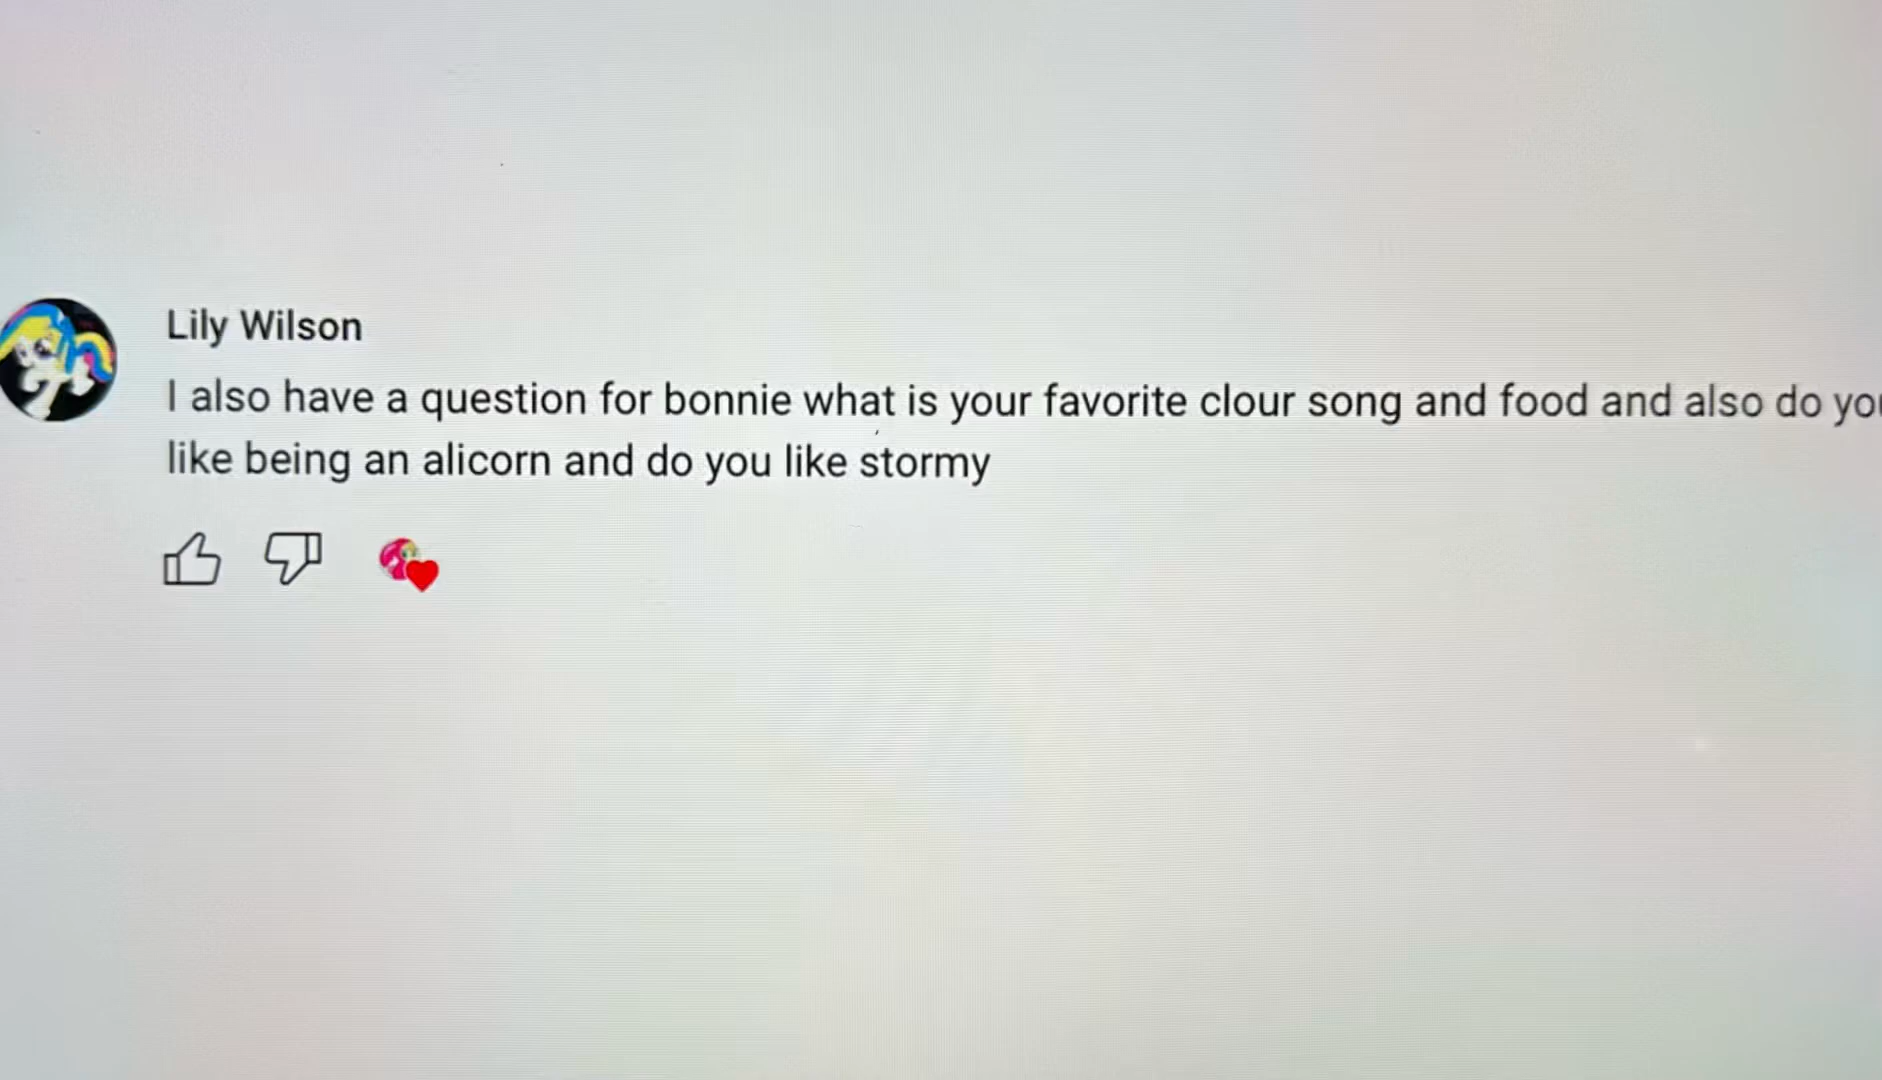 Lily Wilson
I also have a question for bonnie what is your favorite clour song and food and also do you
like being an alicorn and do you like stormy